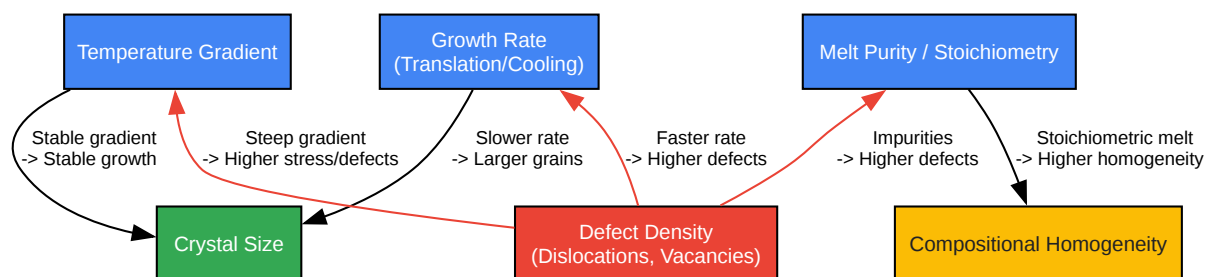 Temperature Gradient
Growth Rate
(Translation/Cooling)
Melt Purity / Stoichiometry
Stable gradient
-> Stable growth
Steep gradient
-> Higher stress/defects
Slower rate
-> Larger grains
Faster rate
-> Higher defects
Impurities
-> Higher defects
Stoichiometric melt
-> Higher homogeneity
Crystal Size
Defect Density
(Dislocations, Vacancies)
Compositional Homogeneity